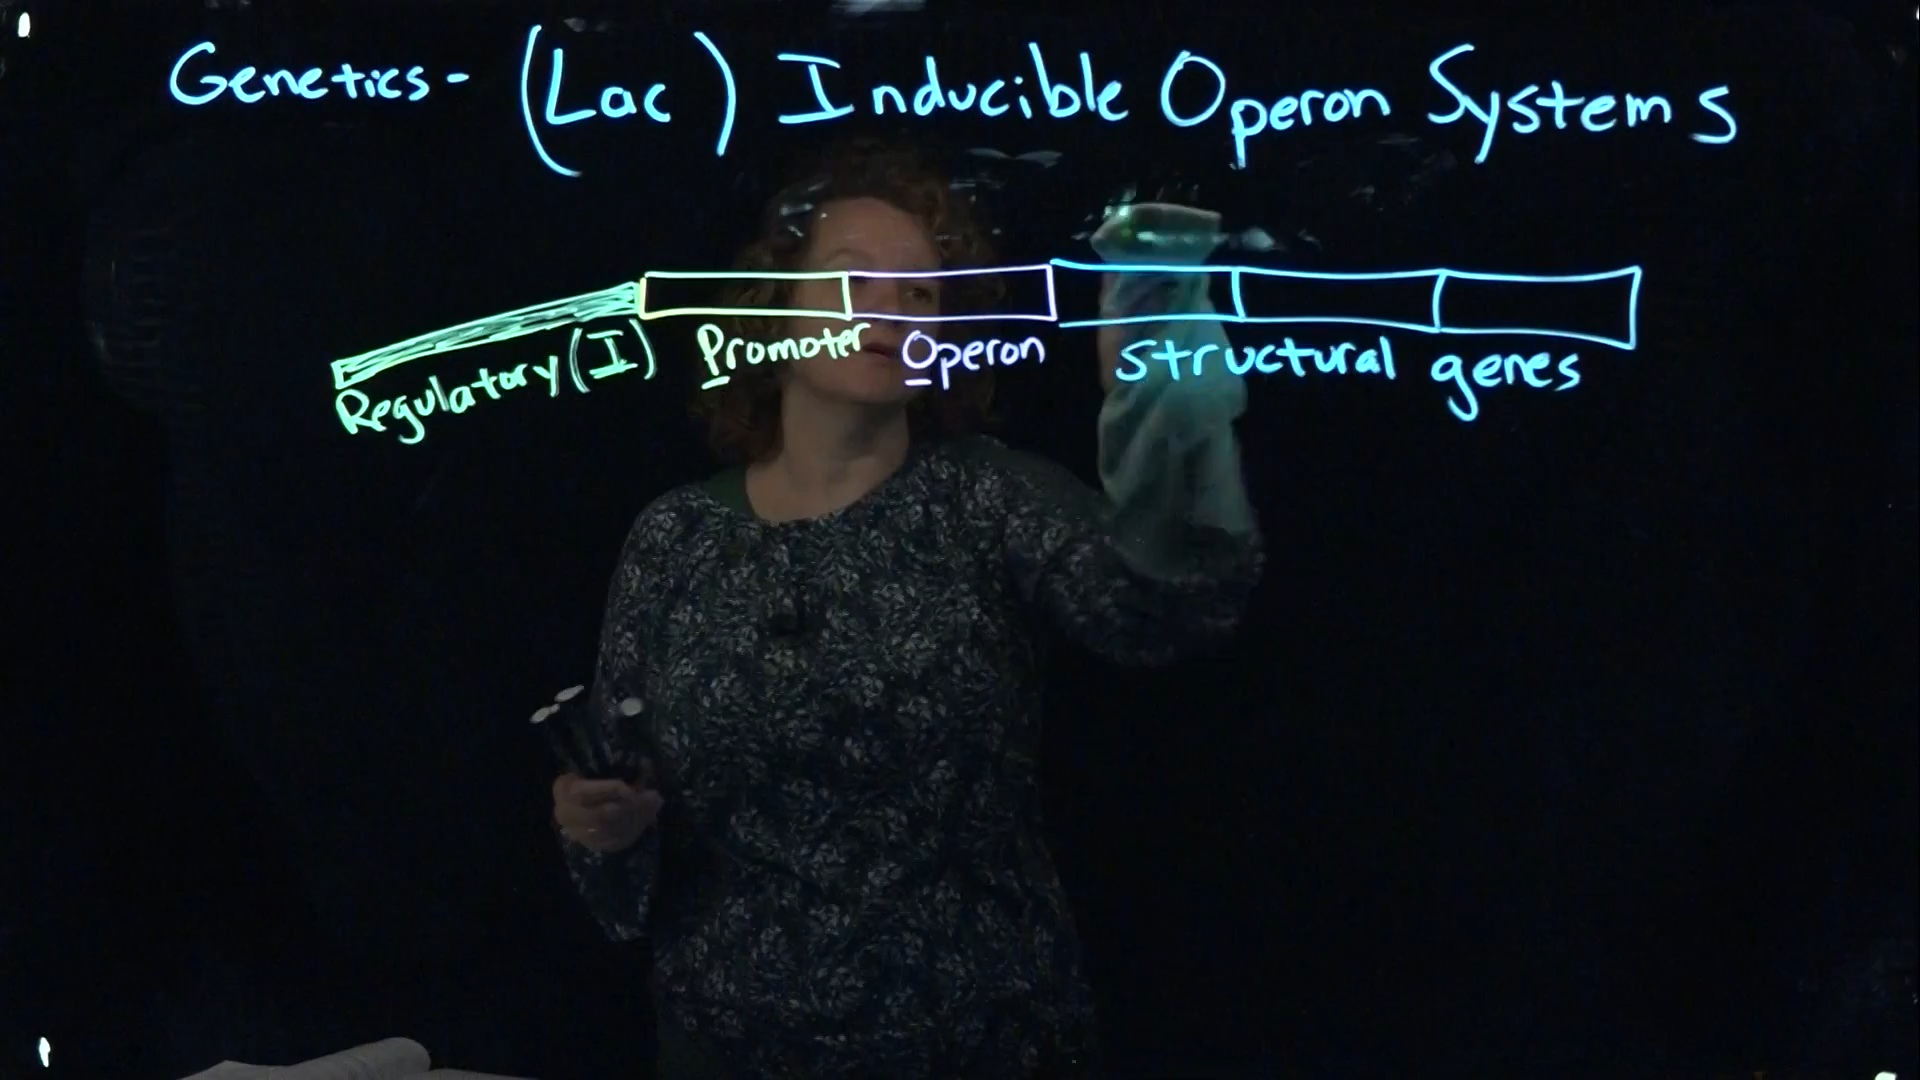 Genetics - (Lac) Inducible Operon Systems
Regulatory (I) Promoter Operon Structural genes